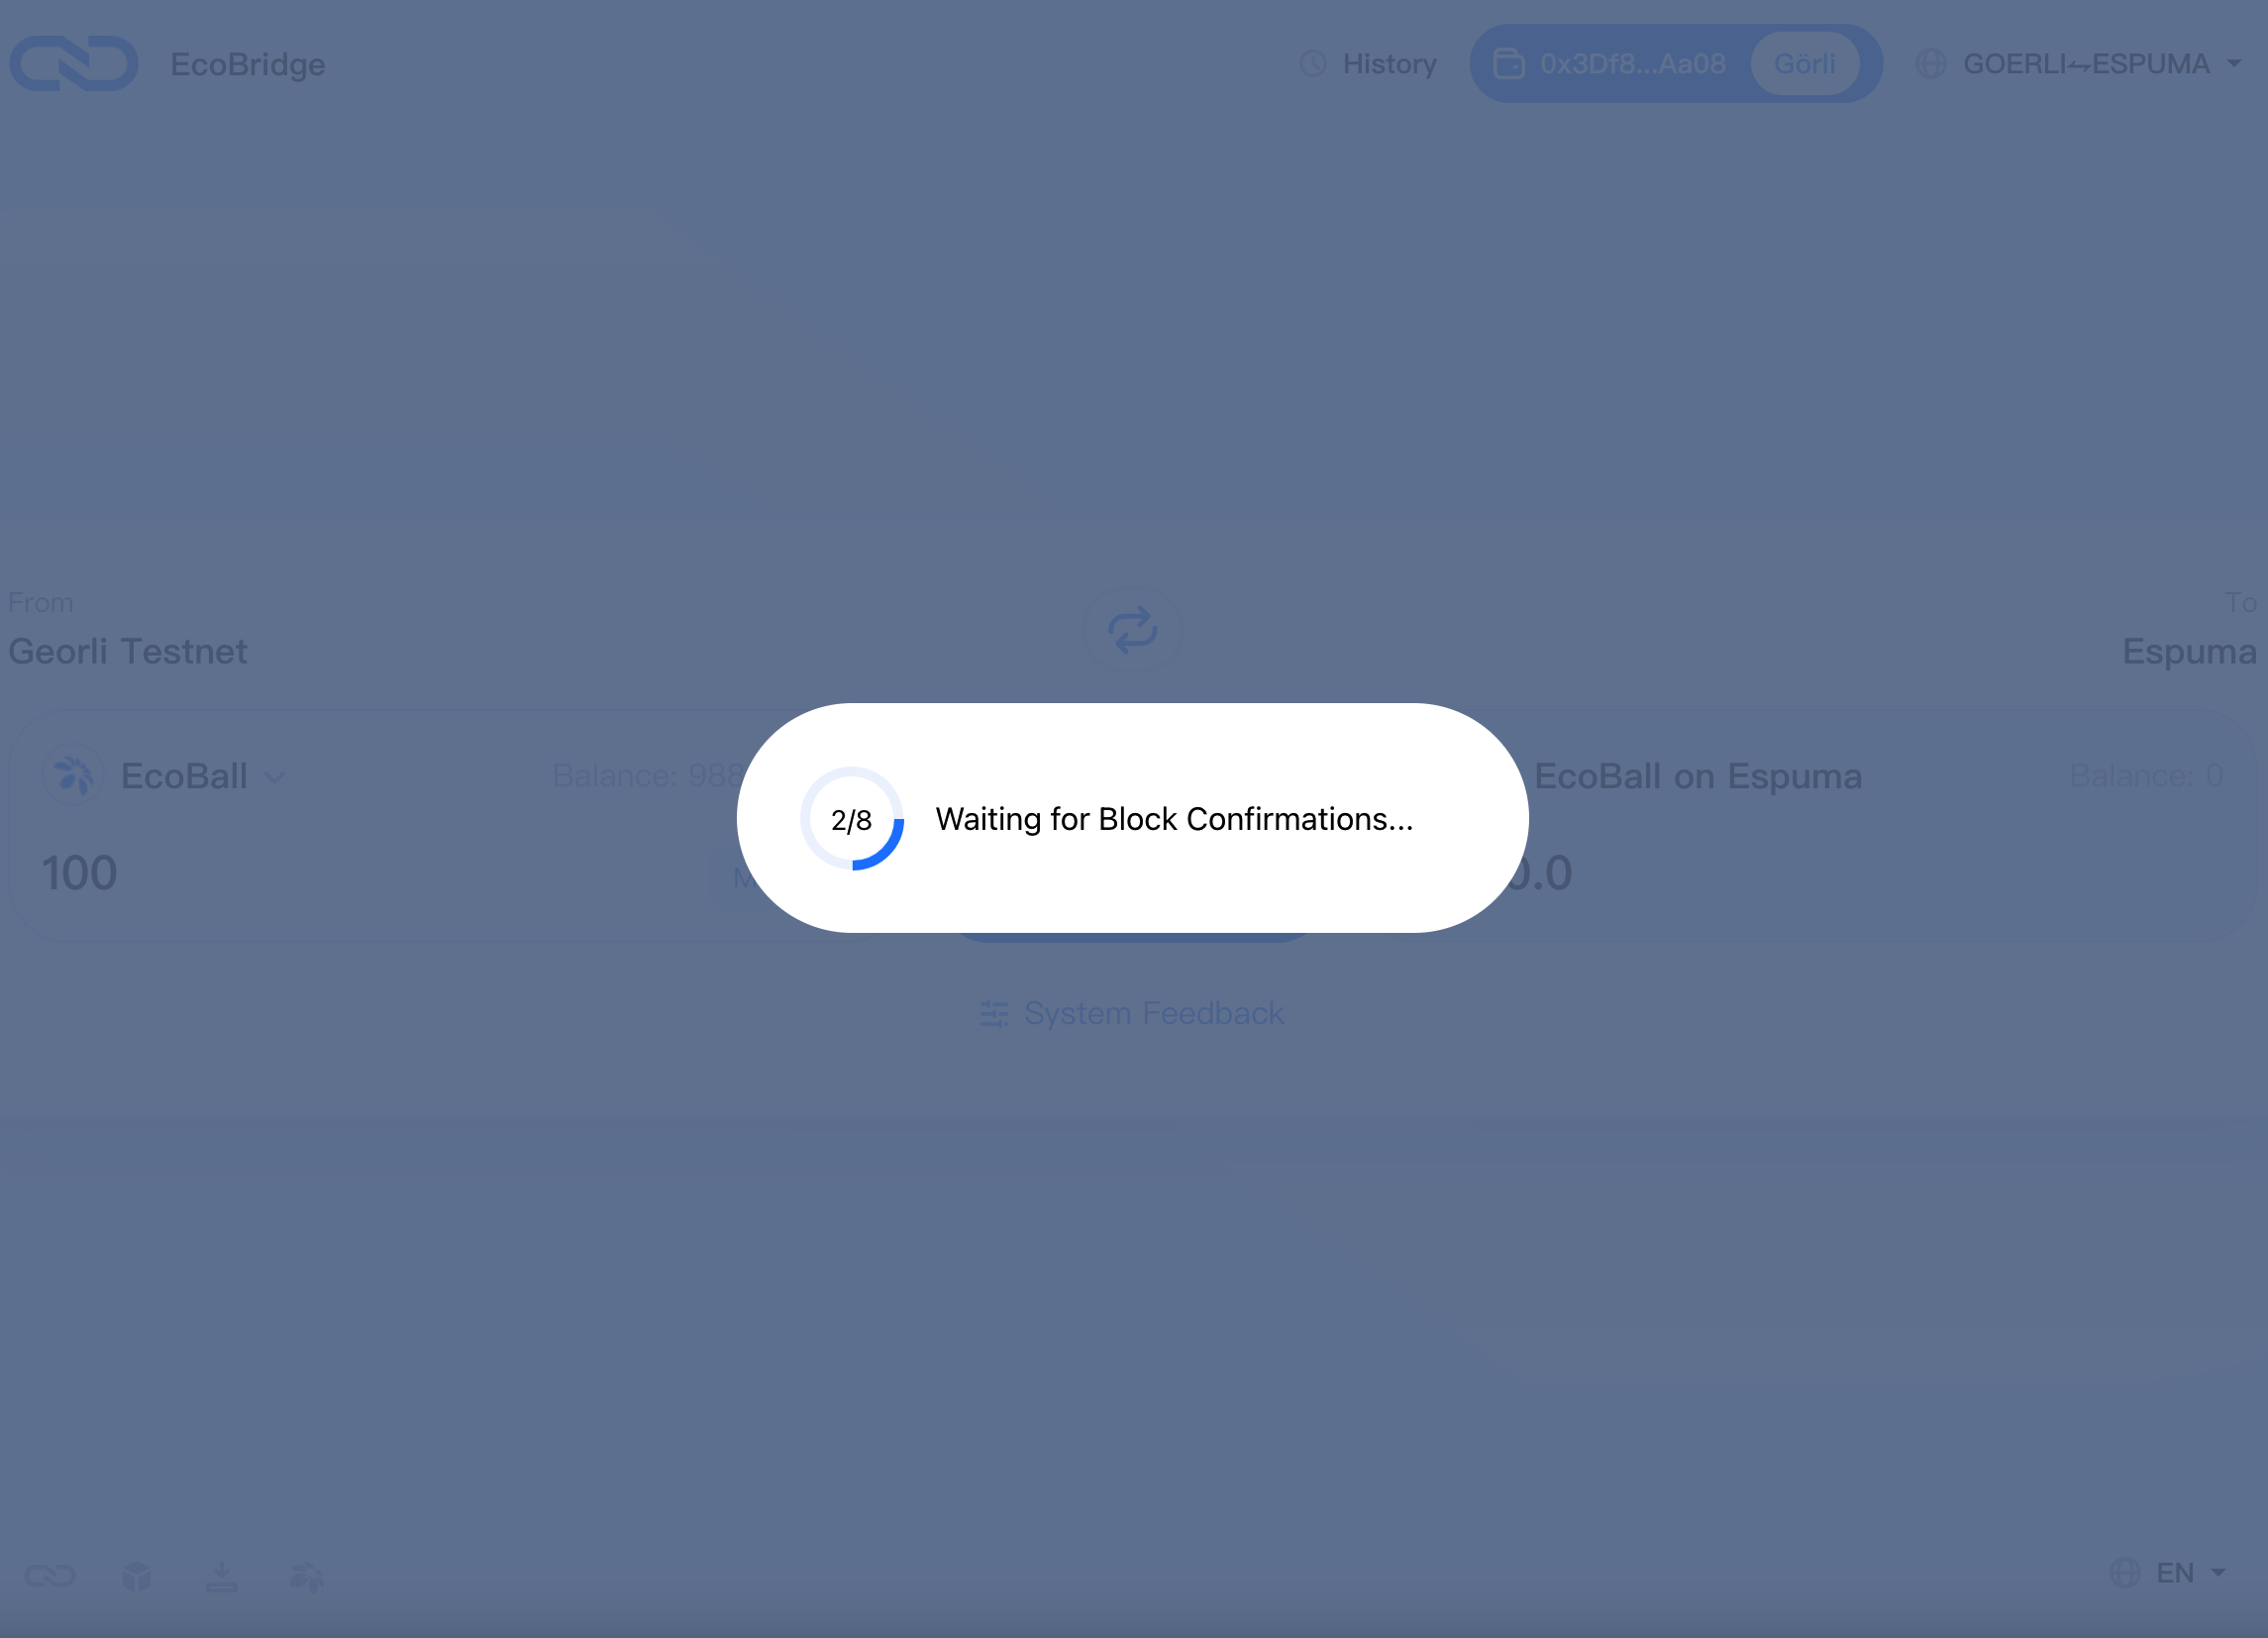 EcoBridge
History
0x3Df8...Aa08
Görli
GOERLI⥊ESPUMA
From
To
Georli Testnet
Espuma
EcoBall
Balance: 988
EcoBall on Espuma
Balance: 0
2/8
Waiting for Block Confirmations...
100
0.0
System Feedback
EN